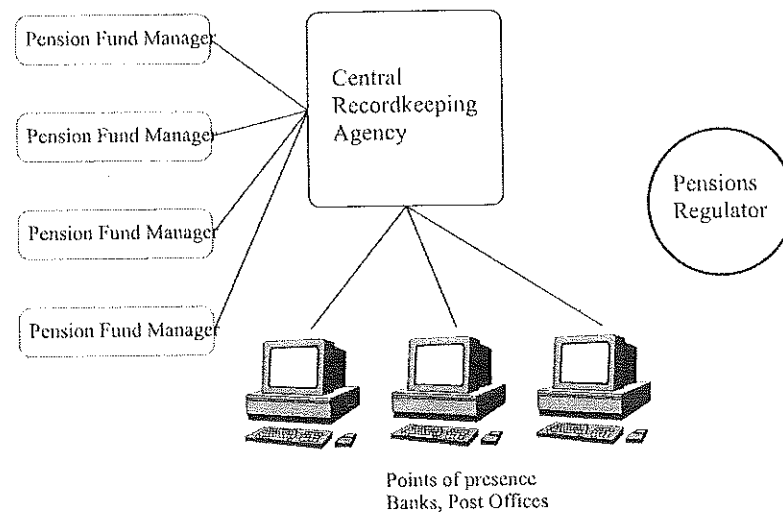 Pension Fund Manager
Pension Fund Manager
Pension Fund Manager
Pension Fund Manager
Central
Recordkeeping
Agency
Pensions
Regulator
Points of presence
Banks, Post Offices